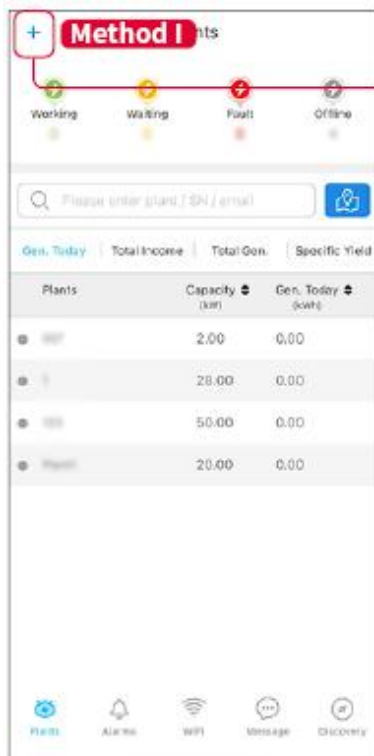 + Method I nts
Working Waiting Fault Offline
Please enter plant / SN / email
Gen. Today Total Income Total Gen. Specific Yield
Plants Capacity Gen. Today
(kW) (kWh)
2.00 0.00
28.00 0.00
50.00 0.00
20.00 0.00
Plants Alarms WiFi Message Discovery